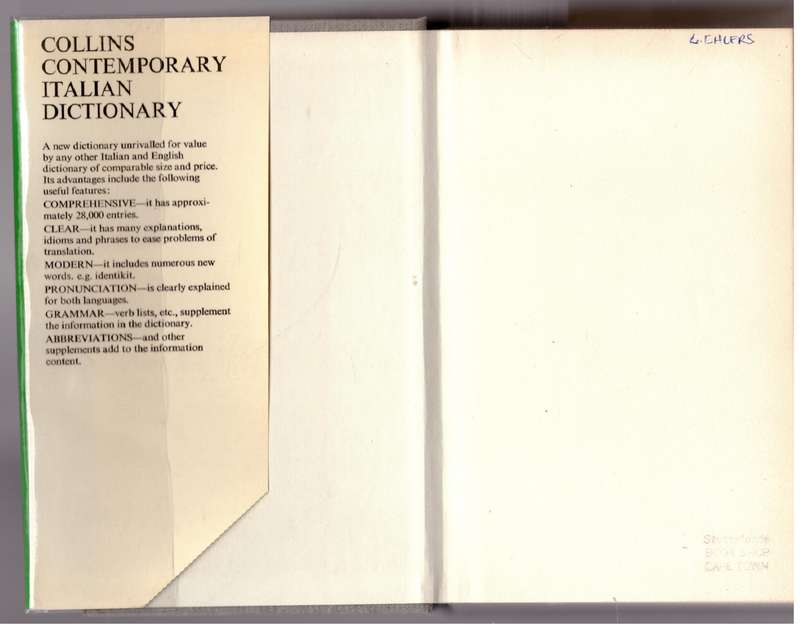 COLLINS
CONTEMPORARY
ITALIAN
DICTIONARY
A new dictionary unrivalled for value
by any other Italian and English
dictionary of comparable size and price.
Its advantages include the following
useful features:
COMPREHENSIVE—it has approxi-
mately 28,000 entries.
CLEAR—it has many explanations,
idioms and phrases to ease problems of
translation.
MODERN—it includes numerous new
words. e.g. identikit.
PRONUNCIATION—is clearly explained
for both languages.
GRAMMAR—verb lists, etc., supplement
the information in the dictionary.
ABBREVIATIONS—and other
supplements add to the information
content.
G. EHLERS
BOOK SHOP
CAPE TOWN